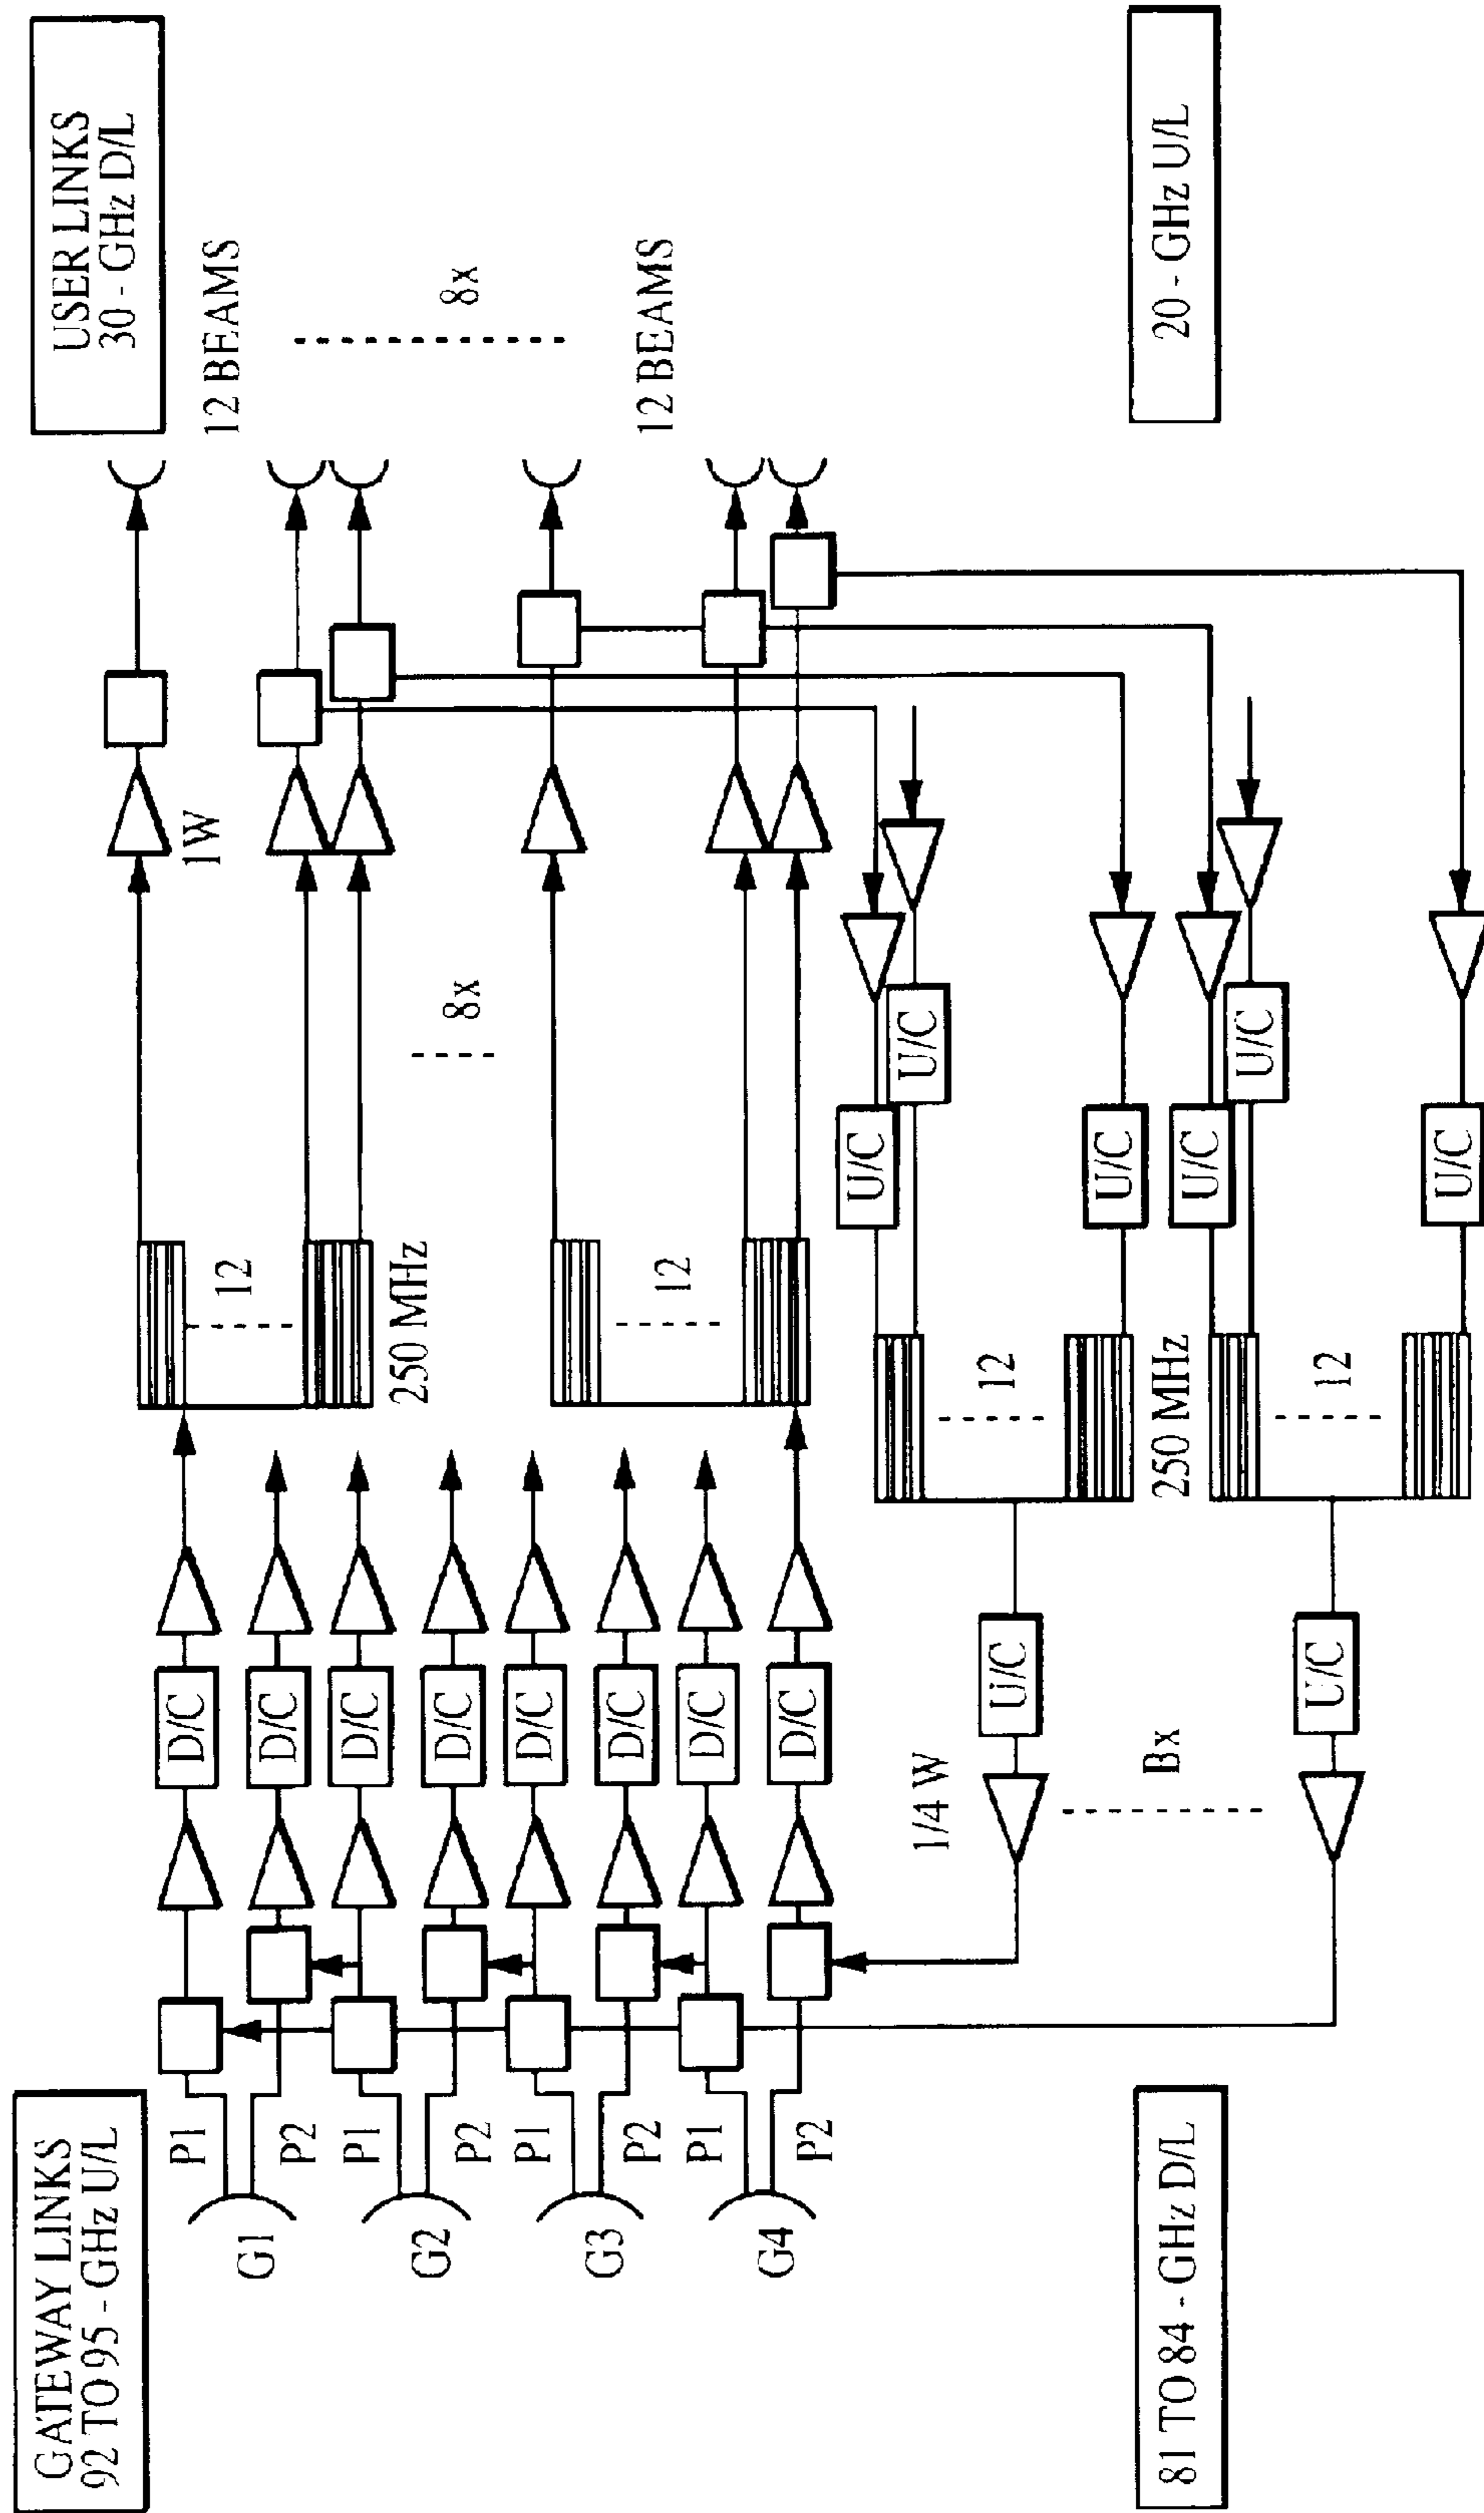 GATEWAY LINKS
92 TO 95 - GHz U/L
USER LINKS
30 - GHz D/L
P1
P2
P1
P2
P1
P2
P1
P2
G1
G2
G3
G4
D/C
D/C
D/C
D/C
D/C
D/C
D/C
D/C
12
250 MHz
12
8x
1W
12 BEAMS
8x
12 BEAMS
1/4 W
Bx
U/C
U/C
12
250 MHz
12
U/C
U/C
U/C
U/C
U/C
U/C
81 TO 84 - GHz D/L
20 - GHz U/L